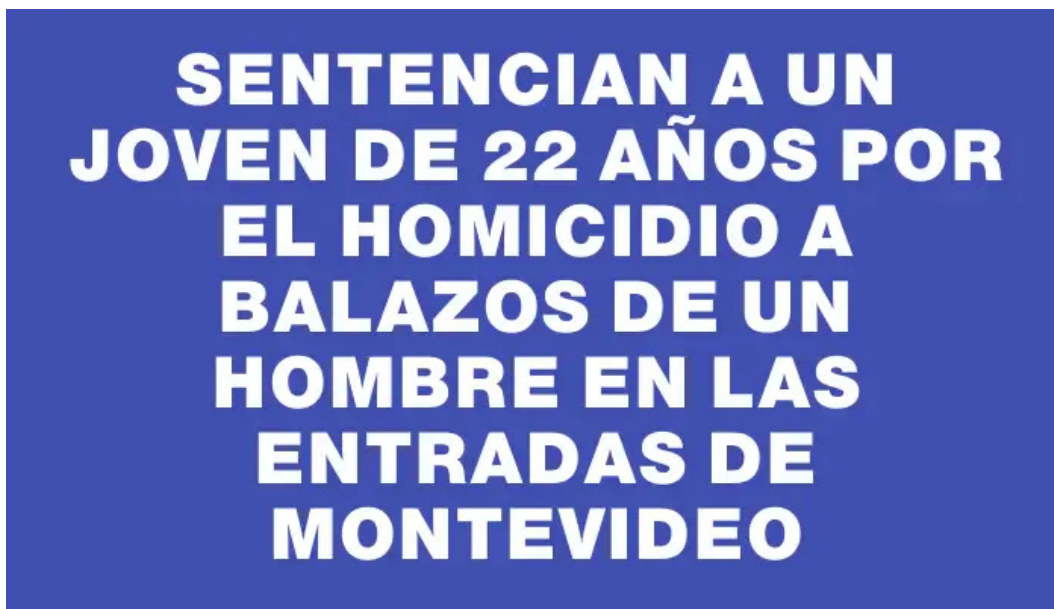 SENTENCIAN A UN
JOVEN DE 22 AÑOS POR
EL HOMICIDIO A
BALAZOS DE UN
HOMBRE EN LAS
ENTRADAS DE
MONTEVIDEO